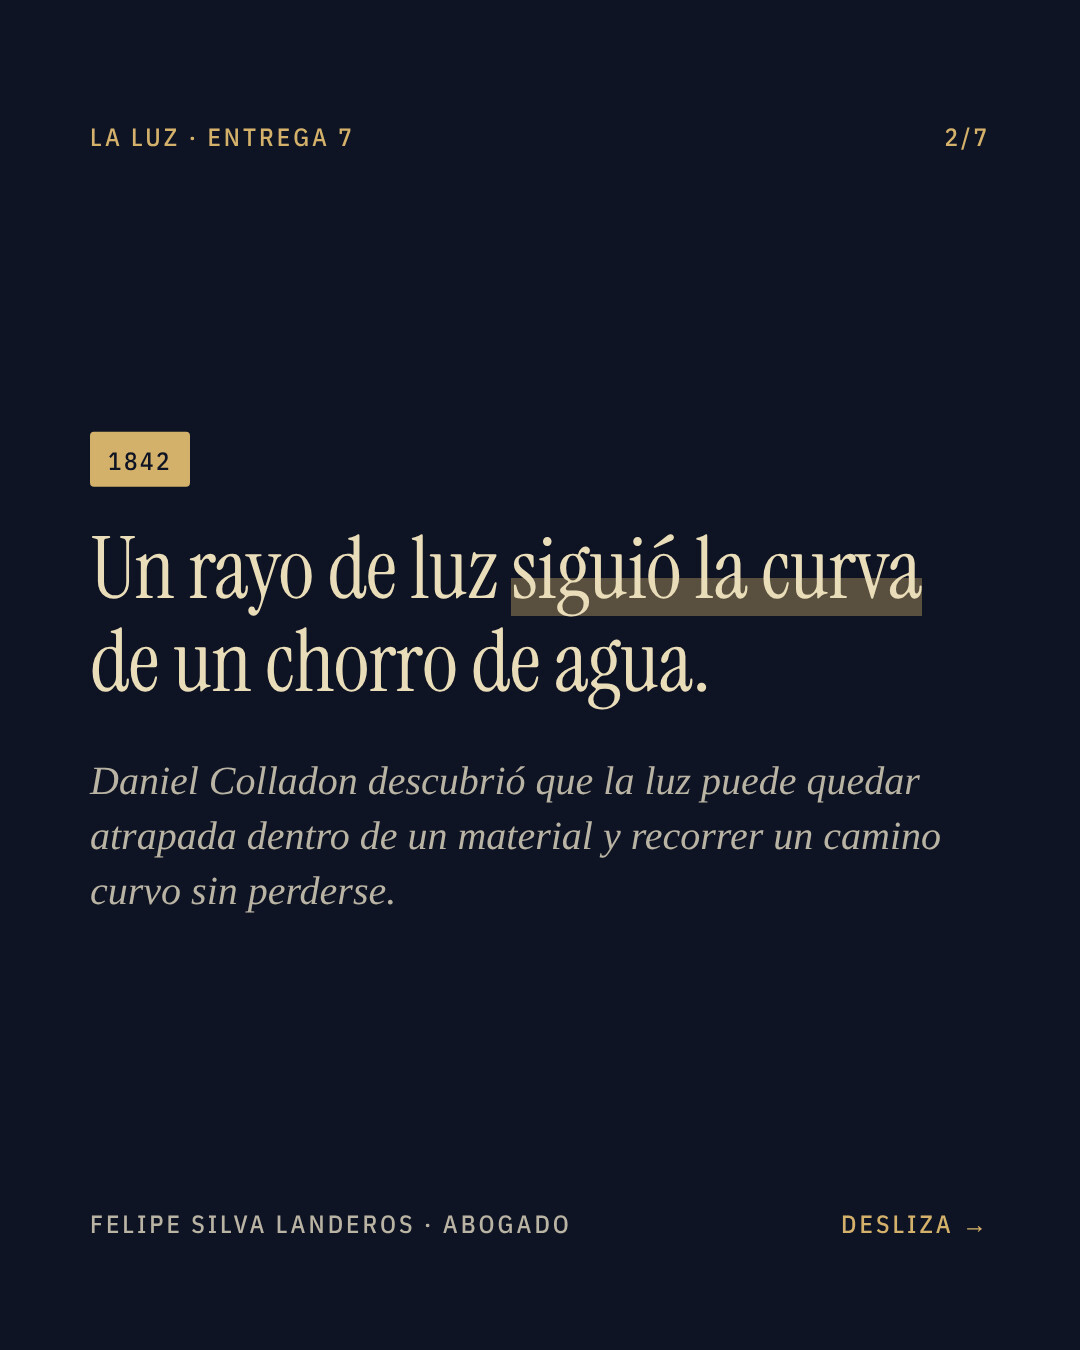 LA LUZ · ENTREGA 7
2/7
1842
Un rayo de luz siguió la curva
de un chorro de agua.
Daniel Colladon descubrió que la luz puede quedar
atrapada dentro de un material y recorrer un camino
curvo sin perderse.
FELIPE SILVA LANDEROS · ABOGADO
DESLIZA →